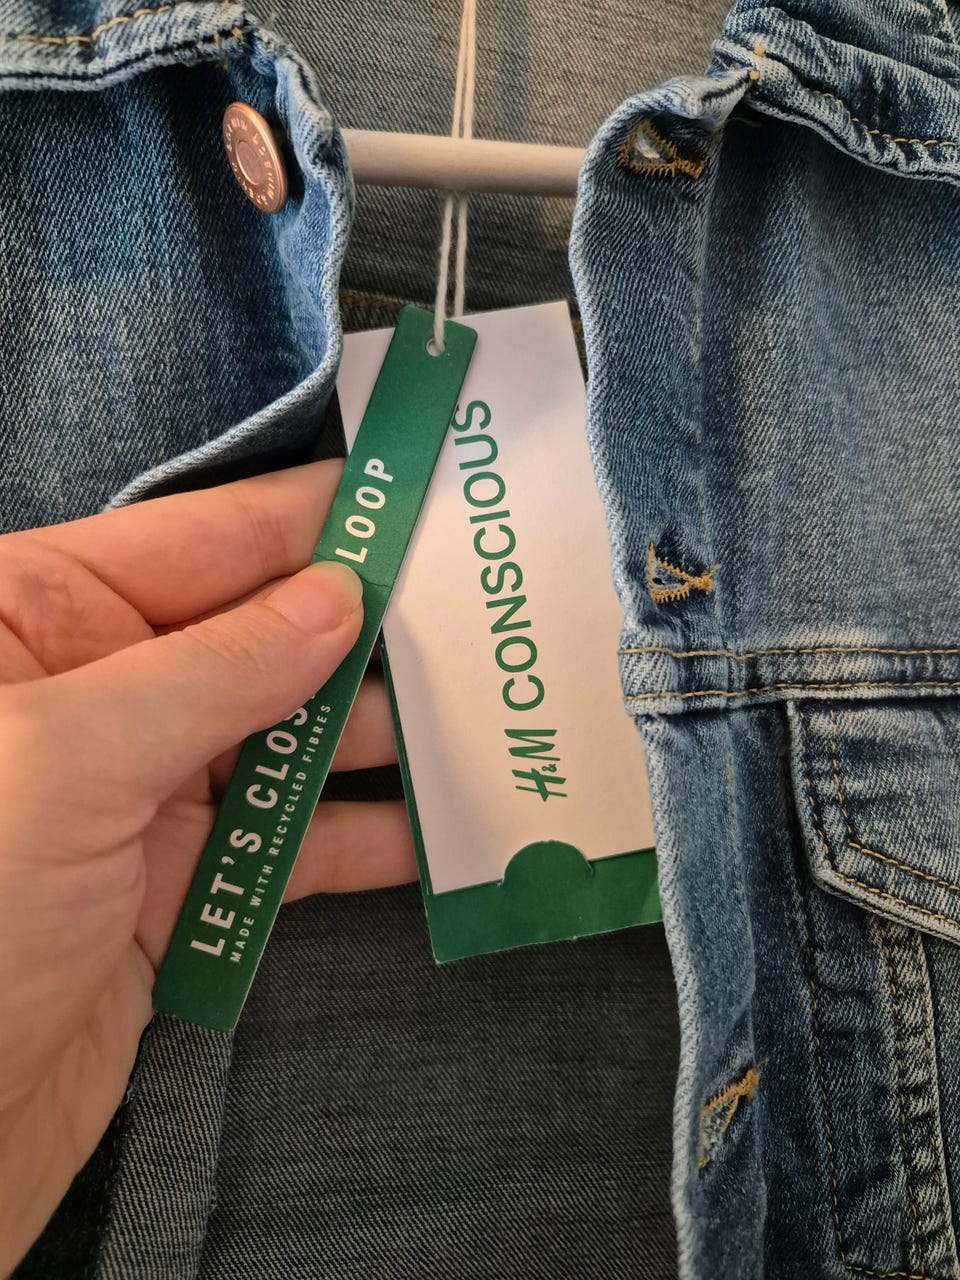 LET'S CLOS LOOP
MADE WITH RECYCLED FIBRES
H&M CONSCIOUS